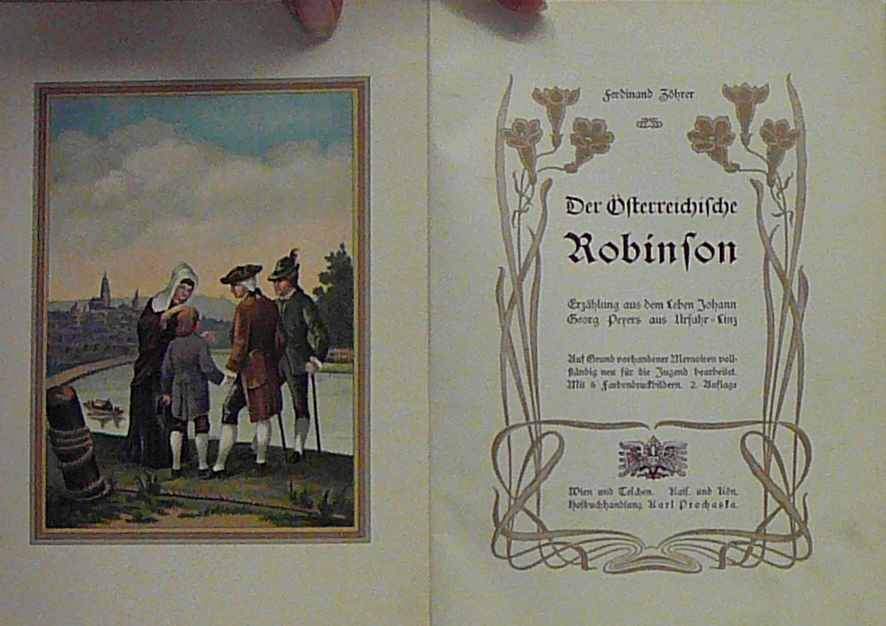 Ferdinand Zöhrer
Der Österreichische
Robinson
Erzählung aus dem Leben Johann
Georg Peyers aus Urfahr-Linz
Auf Grund vorhandener Memoiren voll-
ständig neu für die Jugend bearbeitet.
Mit 6 Farbendruckbildern. 2. Auflage
Wien und Teschen. Kais. und Kön.
Hofbuchhandlung Karl Prochaska.